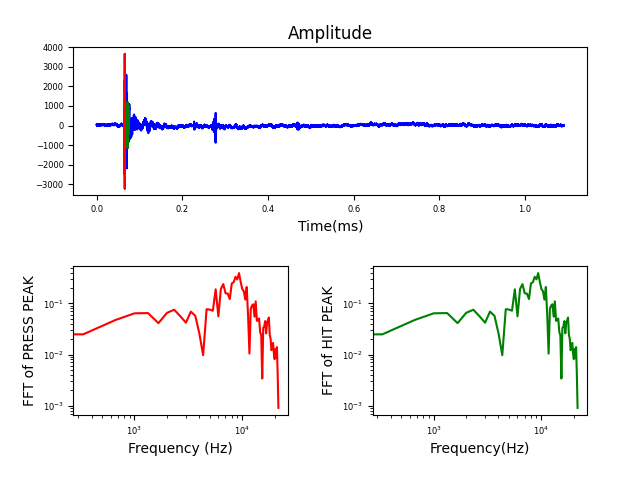 Amplitude
4000
3000
2000
1000
0
−1000
−2000
−3000
0.0 0.2 0.4 0.6 0.8 1.0
Time(ms)
FFT of PRESS PEAK
10⁻¹
10⁻²
10⁻³
10³ 10⁴
Frequency (Hz)
FFT of HIT PEAK
10⁻¹
10⁻²
10⁻³
10³ 10⁴
Frequency(Hz)